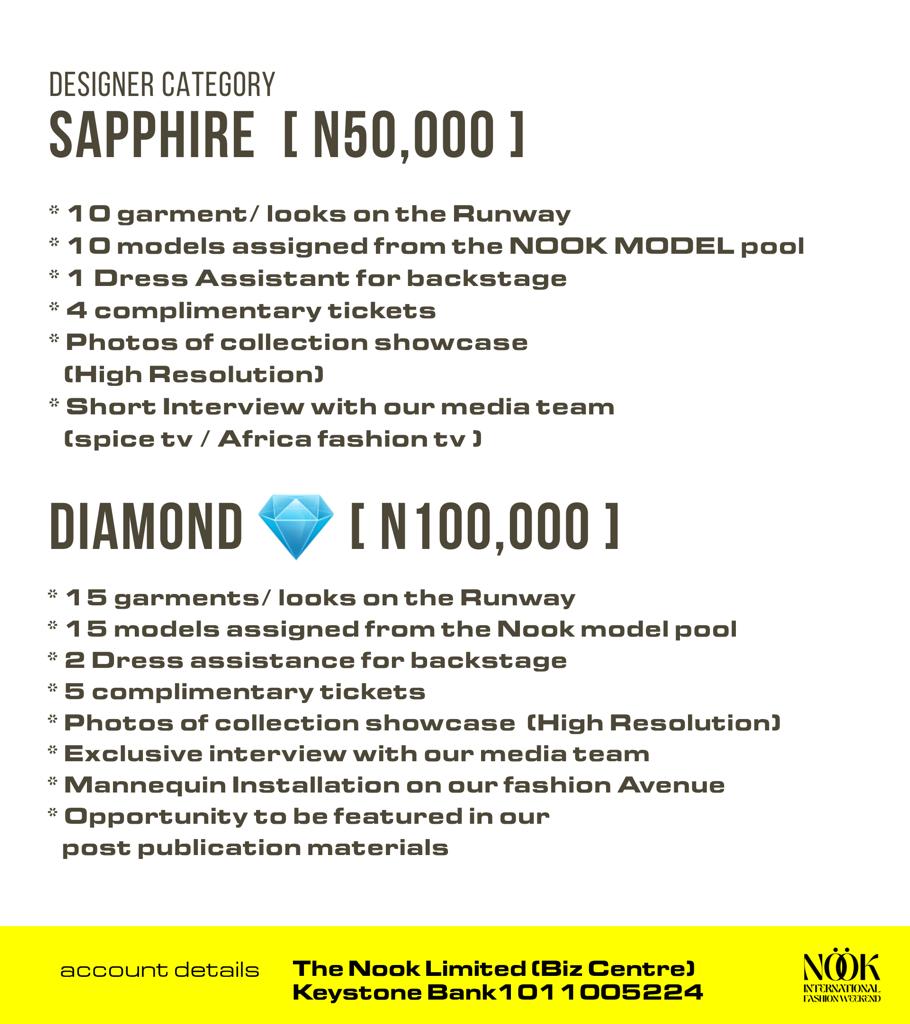 DESIGNER CATEGORY
SAPPHIRE [ N50,000 ]
* 10 garment/ looks on the Runway
* 10 models assigned from the NOOK MODEL pool
* 1 Dress Assistant for backstage
* 4 complimentary tickets
* Photos of collection showcase
(High Resolution)
* Short Interview with our media team
(spice tv / Africa fashion tv )
DIAMOND 💎 [ N100,000 ]
* 15 garments/ looks on the Runway
* 15 models assigned from the Nook model pool
* 2 Dress assistance for backstage
* 5 complimentary tickets
* Photos of collection showcase (High Resolution)
* Exclusive interview with our media team
* Mannequin Installation on our fashion Avenue
* Opportunity to be featured in our
post publication materials
account details
The Nook Limited (Biz Centre)
Keystone Bank1011005224
NÖÖK
INTERNATIONAL
FASHION WEEKEND